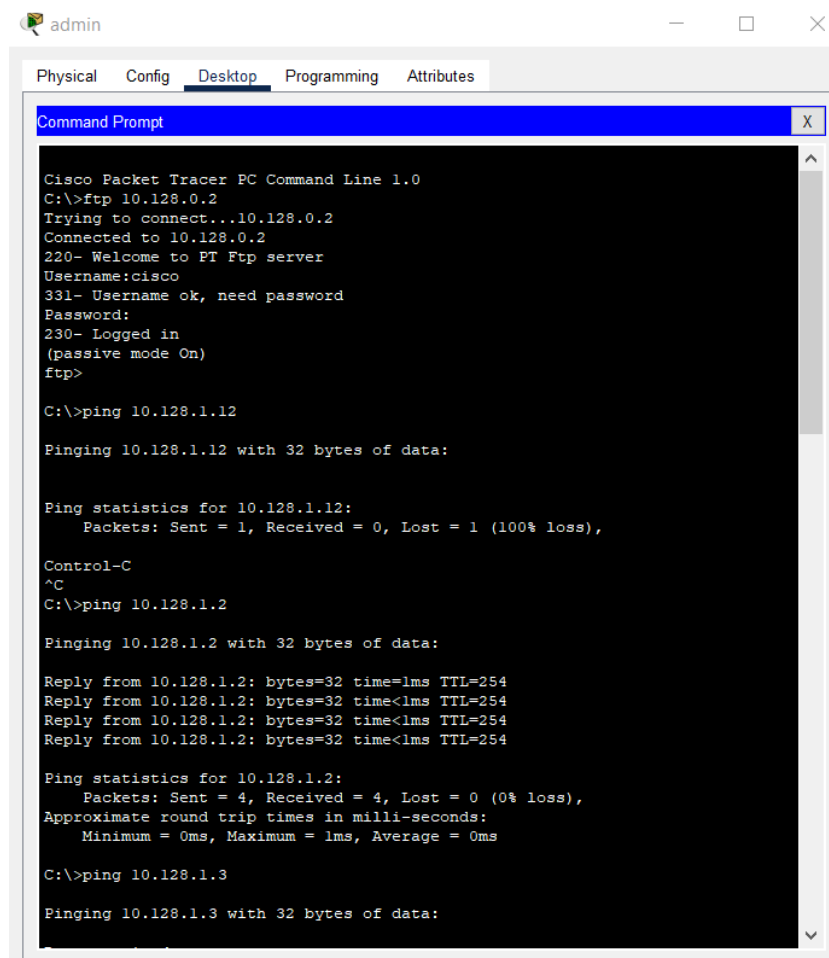 admin
Physical Config Desktop Programming Attributes
Command Prompt
X
Cisco Packet Tracer PC Command Line 1.0
C:\>ftp 10.128.0.2
Trying to connect...10.128.0.2
Connected to 10.128.0.2
220- Welcome to PT Ftp server
Username:cisco
331- Username ok, need password
Password:
230- Logged in
(passive mode On)
ftp>
C:\>ping 10.128.1.12
Pinging 10.128.1.12 with 32 bytes of data:
Ping statistics for 10.128.1.12:
Packets: Sent = 1, Received = 0, Lost = 1 (100% loss),
Control-C
^C
C:\>ping 10.128.1.2
Pinging 10.128.1.2 with 32 bytes of data:
Reply from 10.128.1.2: bytes=32 time=1ms TTL=254
Reply from 10.128.1.2: bytes=32 time<1ms TTL=254
Reply from 10.128.1.2: bytes=32 time<1ms TTL=254
Reply from 10.128.1.2: bytes=32 time<1ms TTL=254
Ping statistics for 10.128.1.2:
Packets: Sent = 4, Received = 4, Lost = 0 (0% loss),
Approximate round trip times in milli-seconds:
Minimum = 0ms, Maximum = 1ms, Average = 0ms
C:\>ping 10.128.1.3
Pinging 10.128.1.3 with 32 bytes of data: